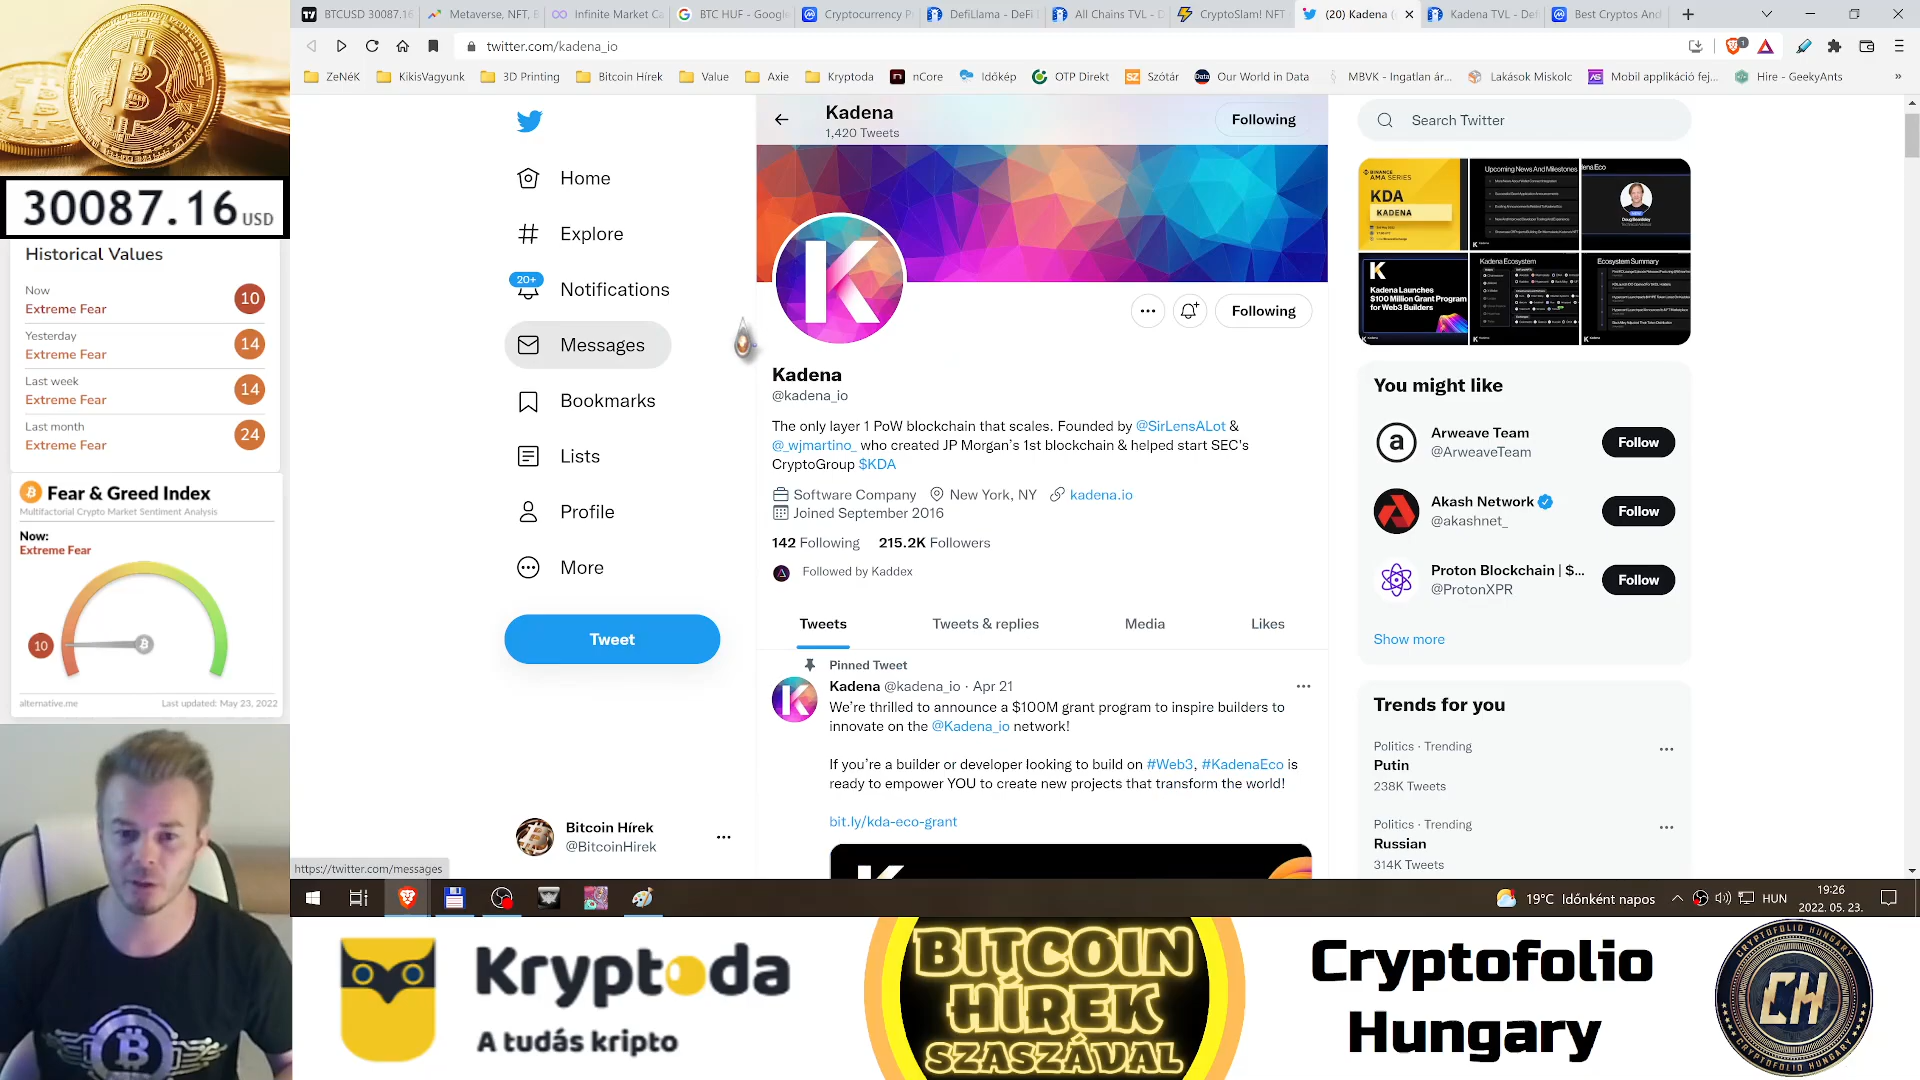 BTCUSD 30087.16
Metaverse, NFT, B
Infinite Market Ca
BTC HUF - Google
Cryptocurrency P
DefiLlama - DeFi
All Chains TVL - D
CryptoSlam! NFT
(20) Kadena (
Kadena TVL - Def
Best Cryptos And
twitter.com/kadena_io
ZeNéK
KikisVagyunk
3D Printing
Bitcoin Hírek
Value
Axie
Kryptoda
nCore
Időkép
OTP Direkt
Szótár
Our World in Data
MBVK - Ingatlan ár...
Lakások Miskolc
Mobil applikáció fej...
Hire - GeekyAnts
30087.16 USD
Historical Values
Now
Extreme Fear
10
Yesterday
Extreme Fear
14
Last week
Extreme Fear
14
Last month
Extreme Fear
24
Fear & Greed Index
Multifactorial Crypto Market Sentiment Analysis
Now:
Extreme Fear
10
alternative.me
Last updated: May 23, 2022
Home
Explore
20+
Notifications
Messages
Bookmarks
Lists
Profile
More
Tweet
Bitcoin Hírek
@BitcoinHirek
https://twitter.com/messages
Kadena
1,420 Tweets
Following
Following
Kadena
@kadena_io
The only layer 1 PoW blockchain that scales. Founded by @SirLensALot &
@_wjmartino_ who created JP Morgan's 1st blockchain & helped start SEC's
CryptoGroup $KDA
Software Company New York, NY kadena.io
Joined September 2016
142 Following 215.2K Followers
Followed by Kaddex
Tweets
Tweets & replies
Media
Likes
Pinned Tweet
Kadena @kadena_io · Apr 21
We're thrilled to announce a $100M grant program to inspire builders to
innovate on the @Kadena_io network!
If you're a builder or developer looking to build on #Web3, #KadenaEco is
ready to empower YOU to create new projects that transform the world!
bit.ly/kda-eco-grant
Search Twitter
BINANCE
AMA SERIES
KDA
KADENA
Upcoming News And Milestones
Kadena Launches
$100 Million Grant Program
for Web3 Builders
Kadena Ecosystem
Ecosystem Summary
You might like
Arweave Team
@ArweaveTeam
Follow
Akash Network
@akashnet_
Follow
Proton Blockchain | $...
@ProtonXPR
Follow
Show more
Trends for you
Politics · Trending
Putin
238K Tweets
Politics · Trending
Russian
314K Tweets
19°C Időnként napos
HUN
19:26
2022. 05. 23.
Kryptoda
A tudás kripto
BITCOIN
HÍREK
SZASZÁVAL
Cryptofolio
Hungary
CRYPTOFOLIO HUNGARY
CH
CRYPTOFOLIO HUNGARY